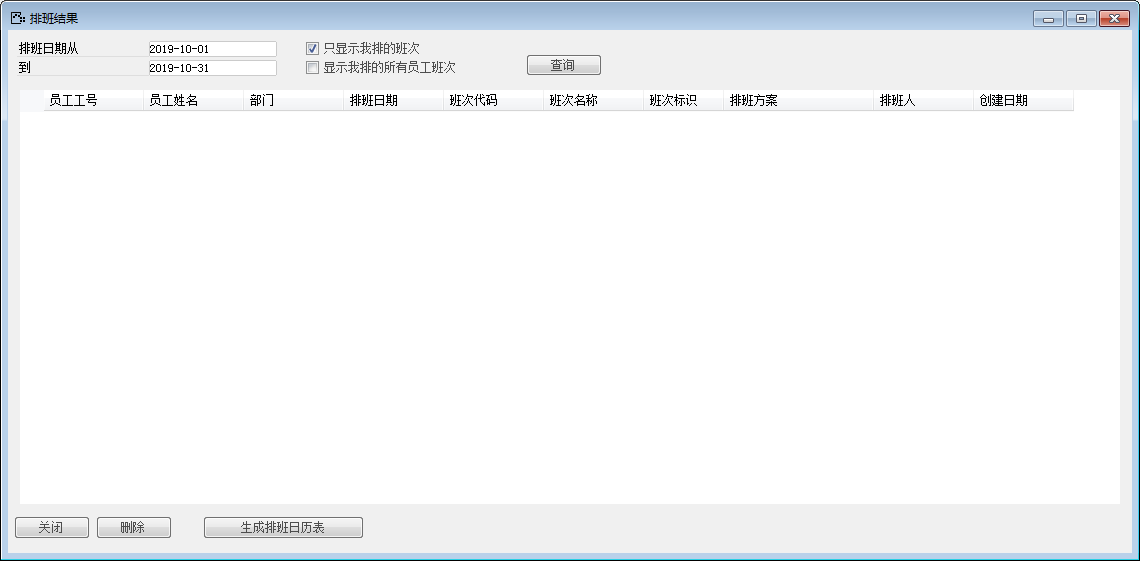 排班结果
排班日期从 2019-10-01 只显示我排的班次
到 2019-10-31 显示我排的所有员工班次 查询
员工工号 员工姓名 部门 排班日期 班次代码 班次名称 班次标识 排班方案 排班人 创建日期
关闭 删除 生成排班日历表